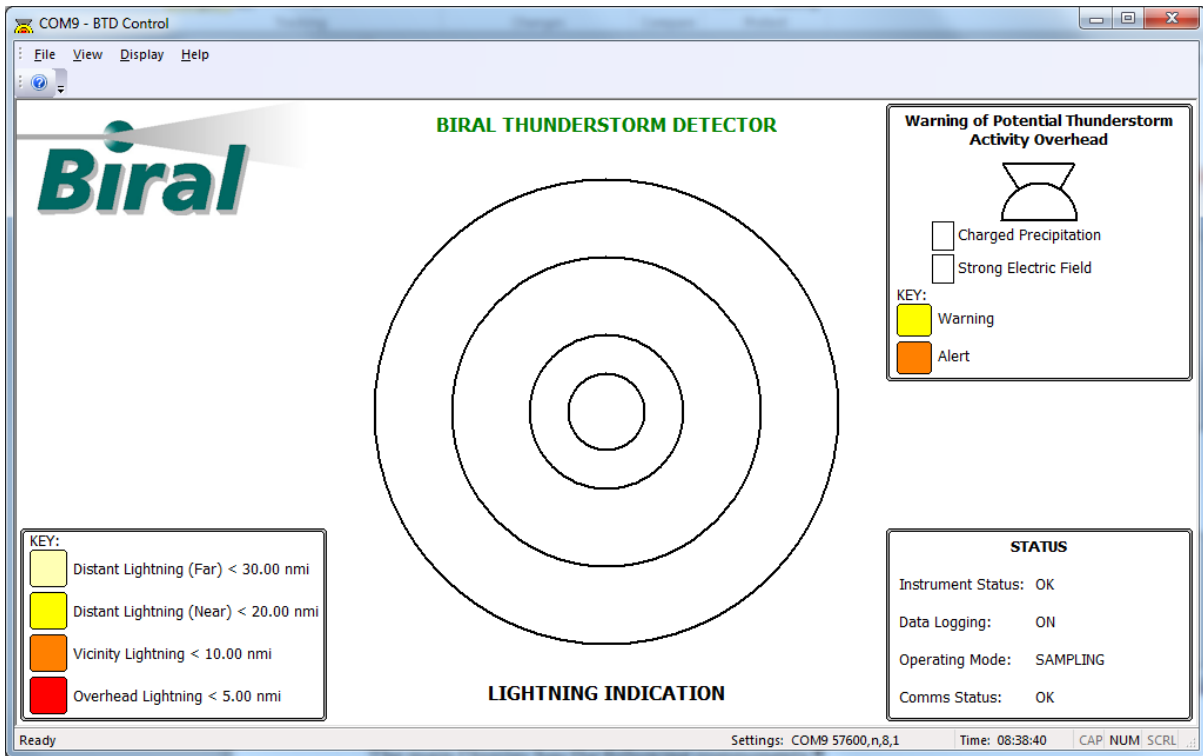 COM9 - BTD Control
File View Display Help
Biral
BIRAL THUNDERSTORM DETECTOR
Warning of Potential Thunderstorm
Activity Overhead
Charged Precipitation
Strong Electric Field
KEY:
Warning
Alert
KEY:
Distant Lightning (Far) < 30.00 nmi
Distant Lightning (Near) < 20.00 nmi
Vicinity Lightning < 10.00 nmi
Overhead Lightning < 5.00 nmi
LIGHTNING INDICATION
STATUS
Instrument Status: OK
Data Logging: ON
Operating Mode: SAMPLING
Comms Status: OK
Ready
Settings: COM9 57600,n,8,1
Time: 08:38:40
CAP NUM SCRL